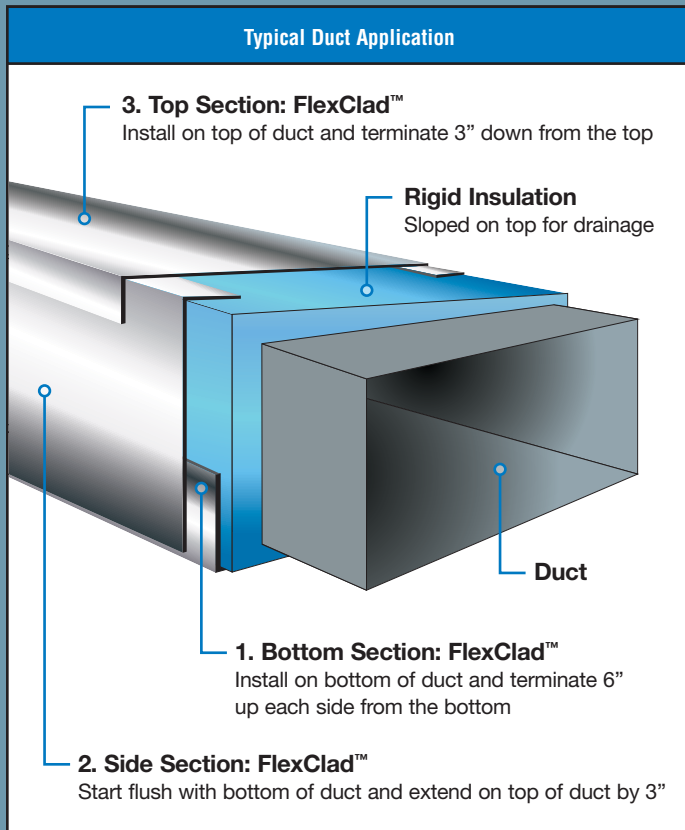 Typical Duct Application
3. Top Section: FlexClad™
Install on top of duct and terminate 3” down from the top
Rigid Insulation
Sloped on top for drainage
Duct
1. Bottom Section: FlexClad™
Install on bottom of duct and terminate 6”
up each side from the bottom
2. Side Section: FlexClad™
Start flush with bottom of duct and extend on top of duct by 3”